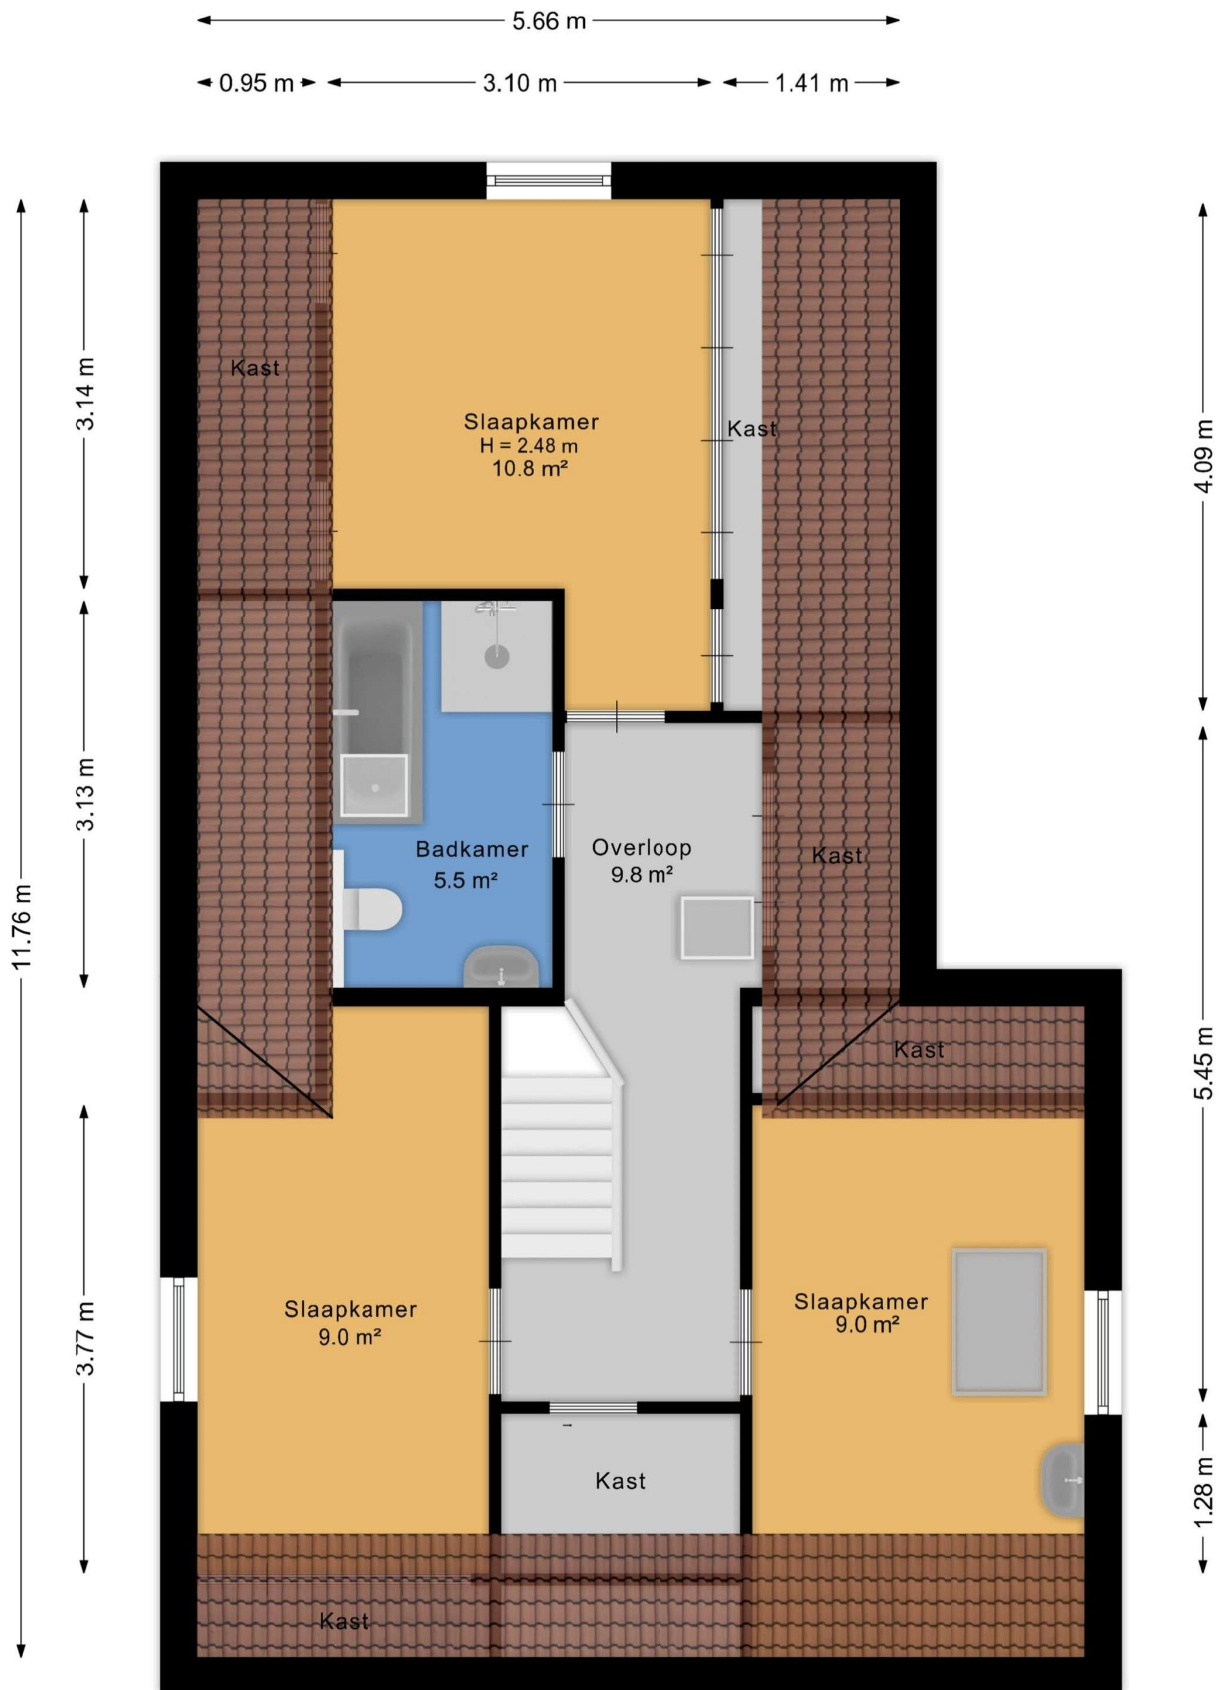 5.66 m
0.95 m
3.10 m
1.41 m
Kast
Slaapkamer
H = 2.48 m
10.8 m²
Kast
3.14 m
4.09 m
11.76 m
3.13 m
Badkamer
5.5 m²
Overloop
9.8 m²
Kast
Kast
5.45 m
Slaapkamer
9.0 m²
Slaapkamer
9.0 m²
3.77 m
Kast
1.28 m
Kast